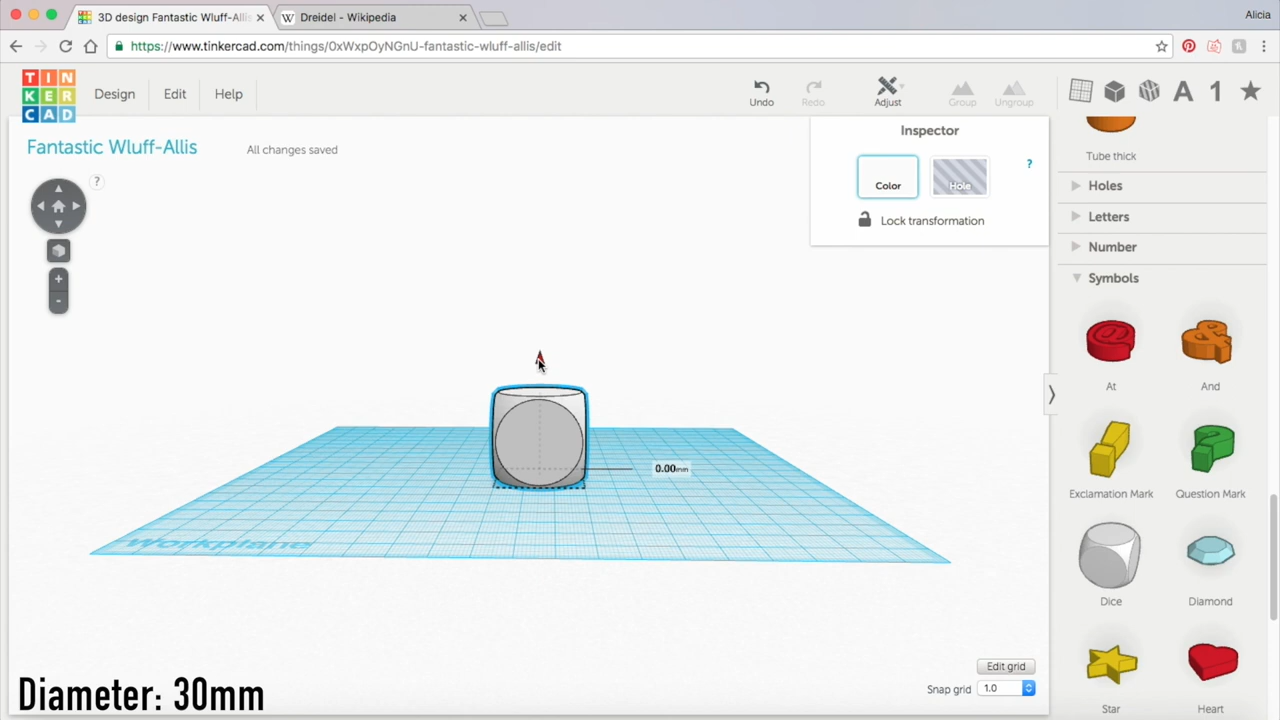 3D design Fantastic Wluff-Allis
Dreidel - Wikipedia
Alicia
https://www.tinkercad.com/things/0xWxpOyNGnU-fantastic-wluff-allis/edit
TIN
KER
CAD
Design
Edit
Help
Undo
Redo
Adjust
Group
Ungroup
A
1
Fantastic Wluff-Allis
All changes saved
?
Inspector
Color
Hole
?
Lock transformation
Tube thick
Holes
Letters
Number
Symbols
At
And
Exclamation Mark
Question Mark
Dice
Diamond
Star
Heart
0.00mm
Workplane
Edit grid
Snap grid
1.0
Diameter: 30mm